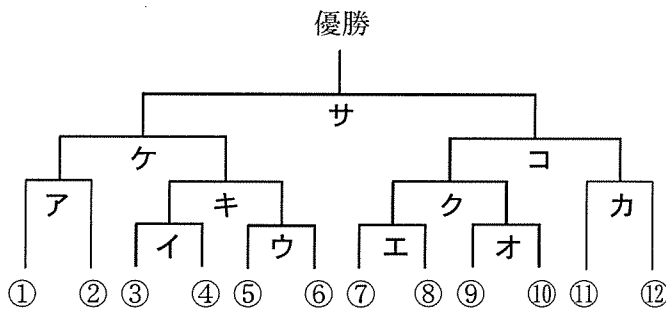 優勝
サ
ケ コ
ア キ ク カ
イ ウ エ オ
① ② ③ ④ ⑤ ⑥ ⑦ ⑧ ⑨ ⑩ ⑪ ⑫